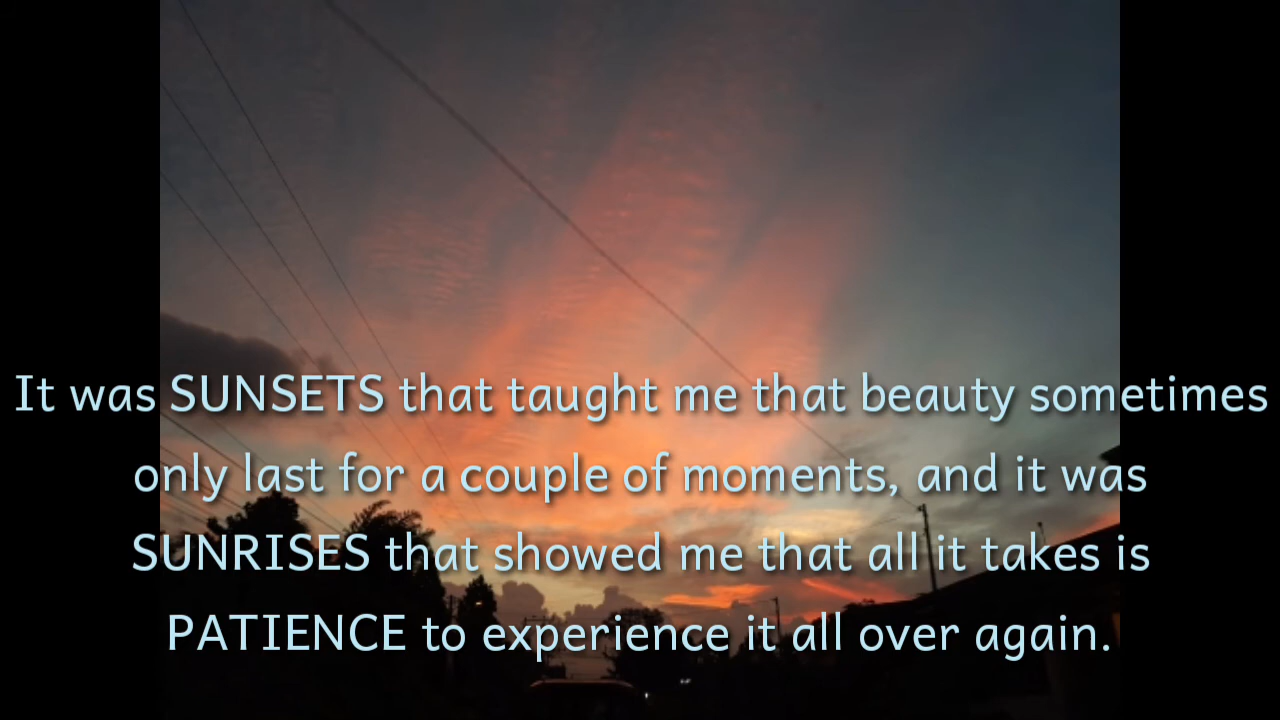 It was SUNSETS that taught me that beauty sometimes
only last for a couple of moments, and it was
SUNRISES that showed me that all it takes is
PATIENCE to experience it all over again.